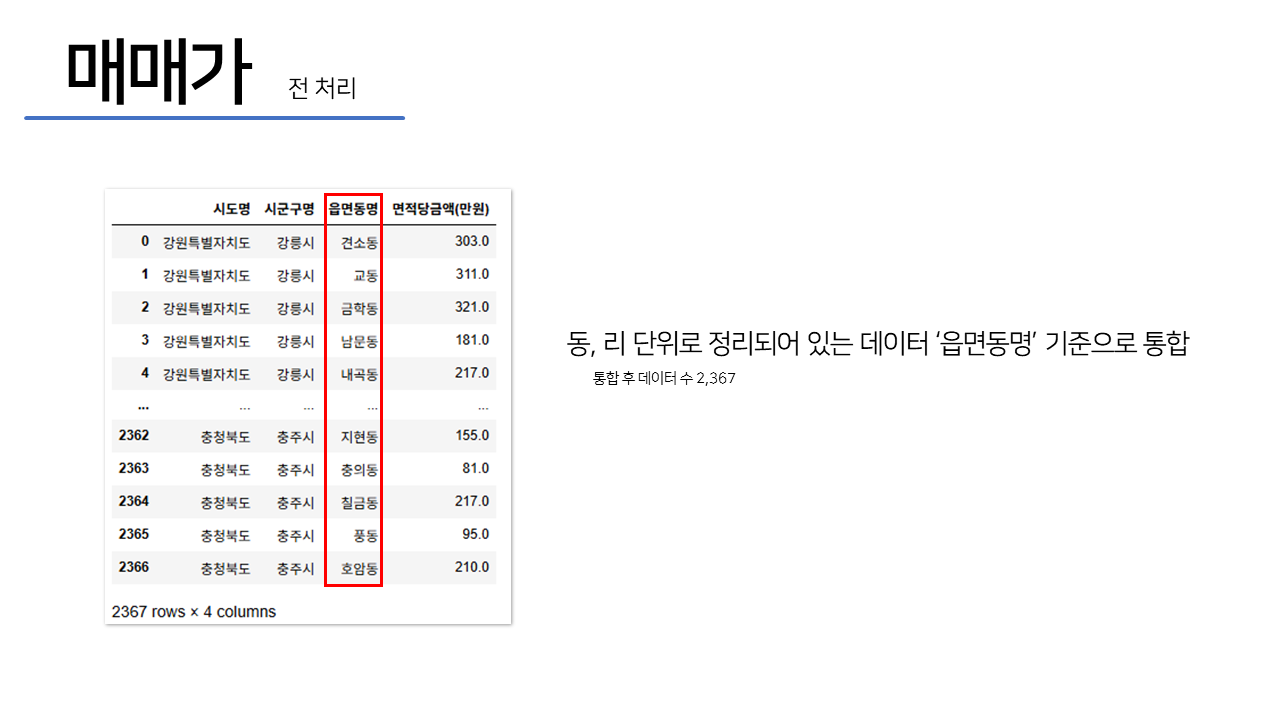 매매가 전 처리
시도명 시군구명 읍면동명 면적당금액(만원)
0 강원특별자치도 강릉시 견소동 303.0
1 강원특별자치도 강릉시 교동 311.0
2 강원특별자치도 강릉시 금학동 321.0
3 강원특별자치도 강릉시 남문동 181.0
4 강원특별자치도 강릉시 내곡동 217.0
... ... ... ... ...
2362 충청북도 충주시 지현동 155.0
2363 충청북도 충주시 충의동 81.0
2364 충청북도 충주시 칠금동 217.0
2365 충청북도 충주시 풍동 95.0
2366 충청북도 충주시 호암동 210.0
2367 rows × 4 columns
동, 리 단위로 정리되어 있는 데이터 ‘읍면동명’ 기준으로 통합
통합 후 데이터 수 2,367